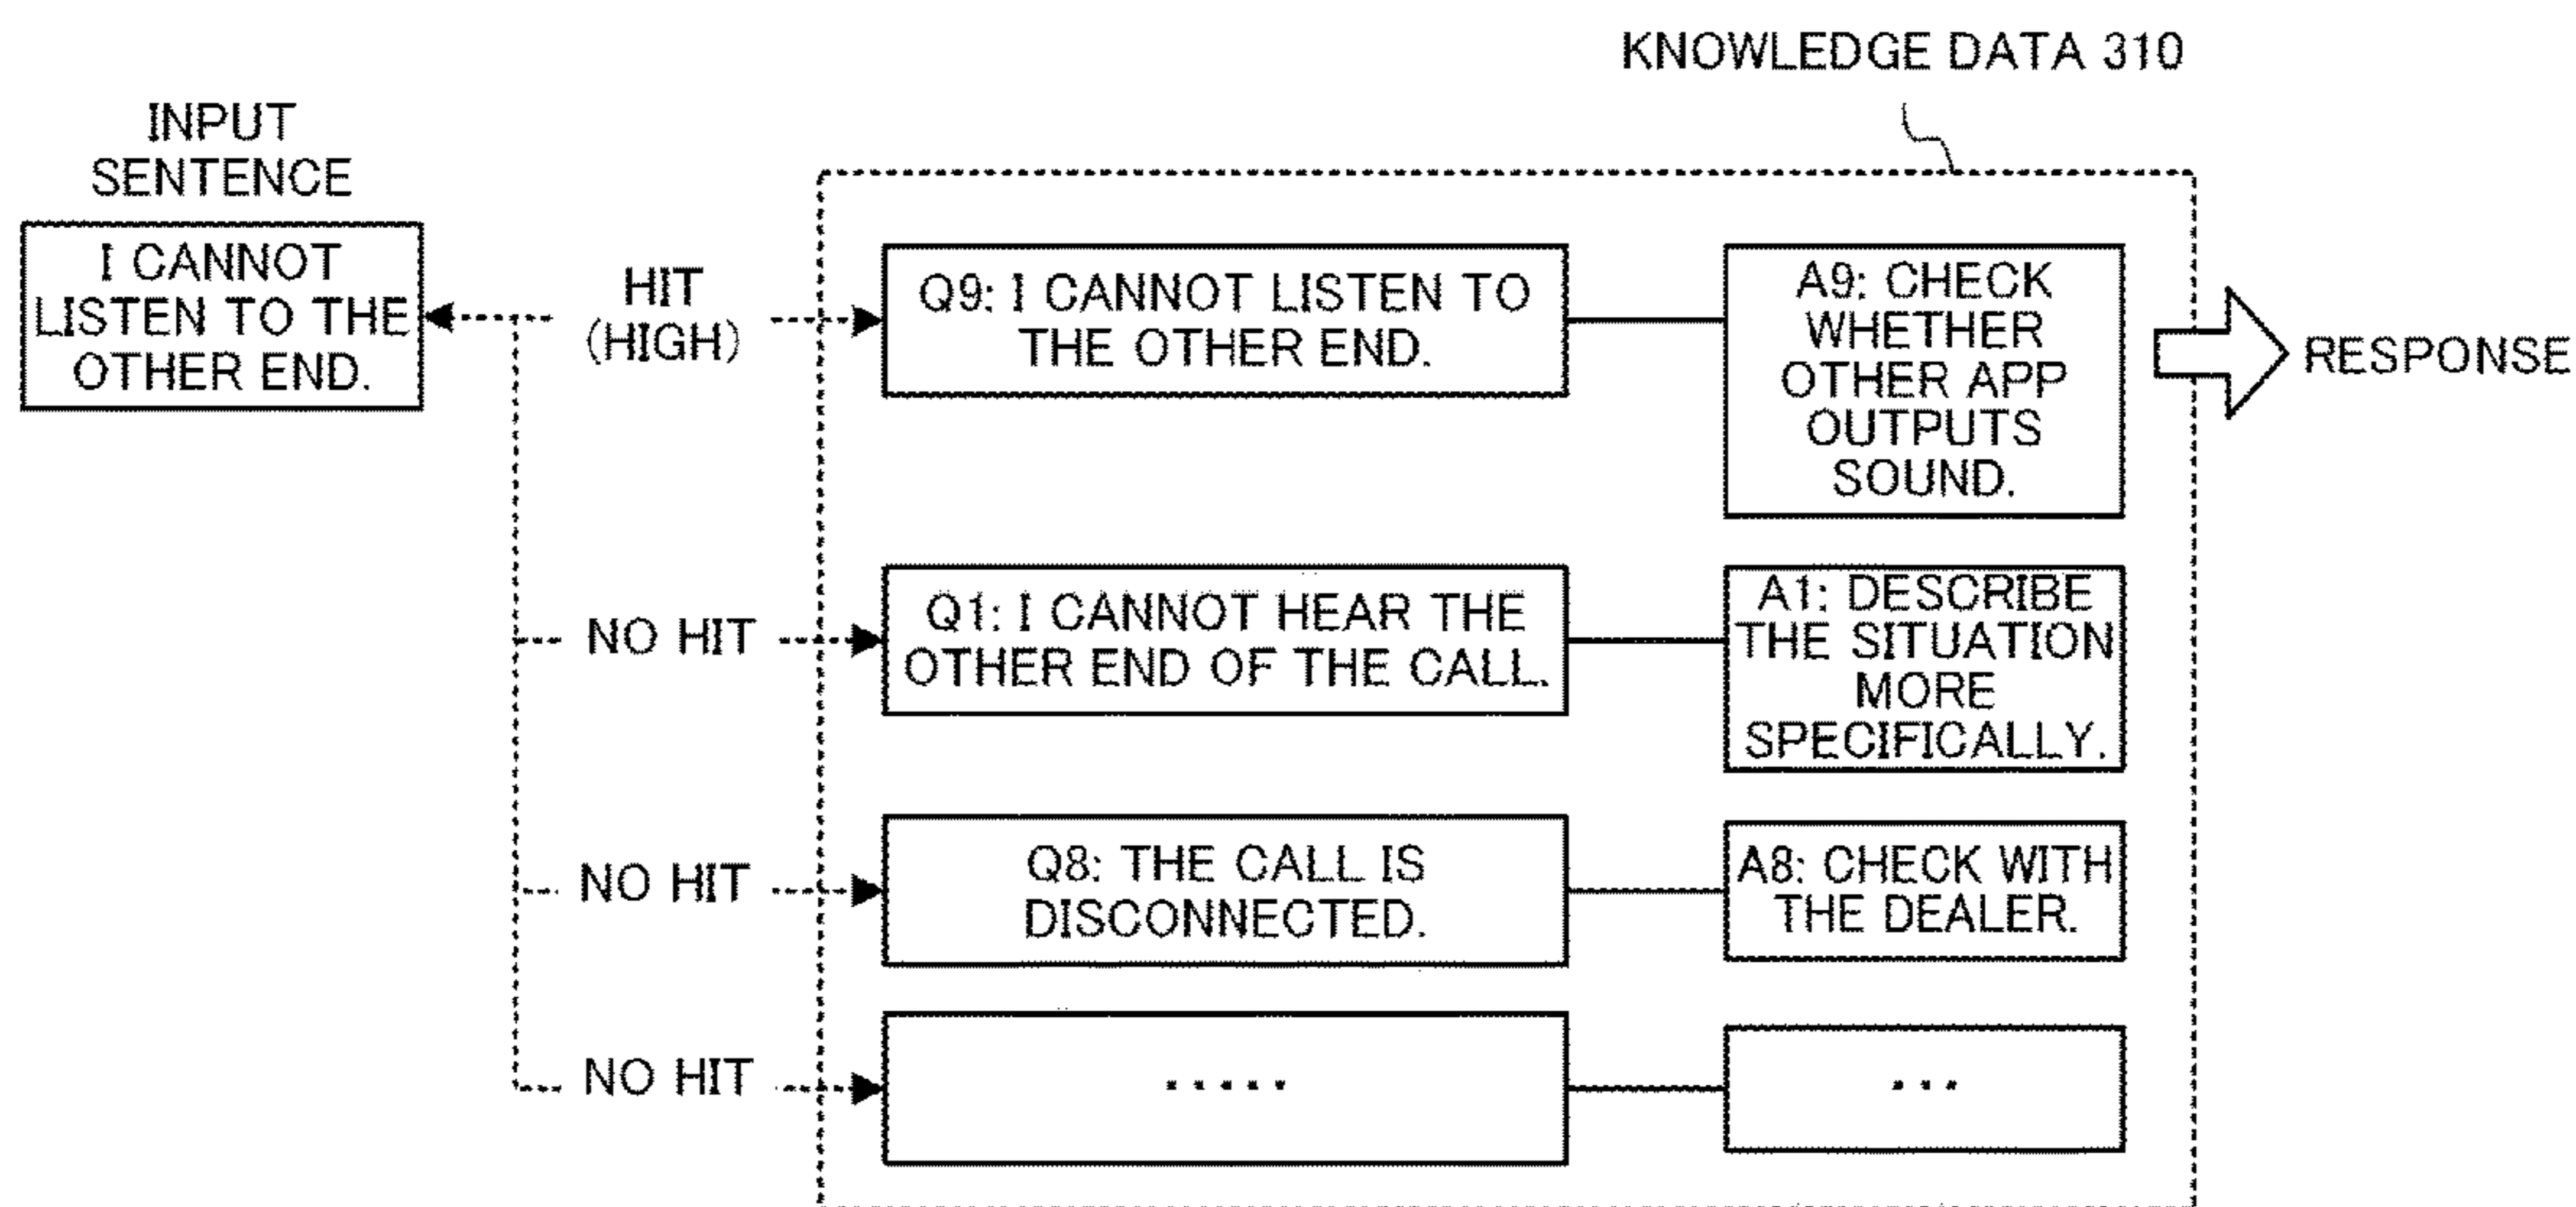 KNOWLEDGE DATA 310
INPUT
SENTENCE
I CANNOT
LISTEN TO THE
OTHER END.
HIT
(HIGH)
Q9: I CANNOT LISTEN TO
THE OTHER END.
A9: CHECK
WHETHER
OTHER APP
OUTPUTS
SOUND.
RESPONSE
NO HIT
Q1: I CANNOT HEAR THE
OTHER END OF THE CALL.
A1: DESCRIBE
THE SITUATION
MORE
SPECIFICALLY.
NO HIT
Q8: THE CALL IS
DISCONNECTED.
A8: CHECK WITH
THE DEALER.
NO HIT
.....
...